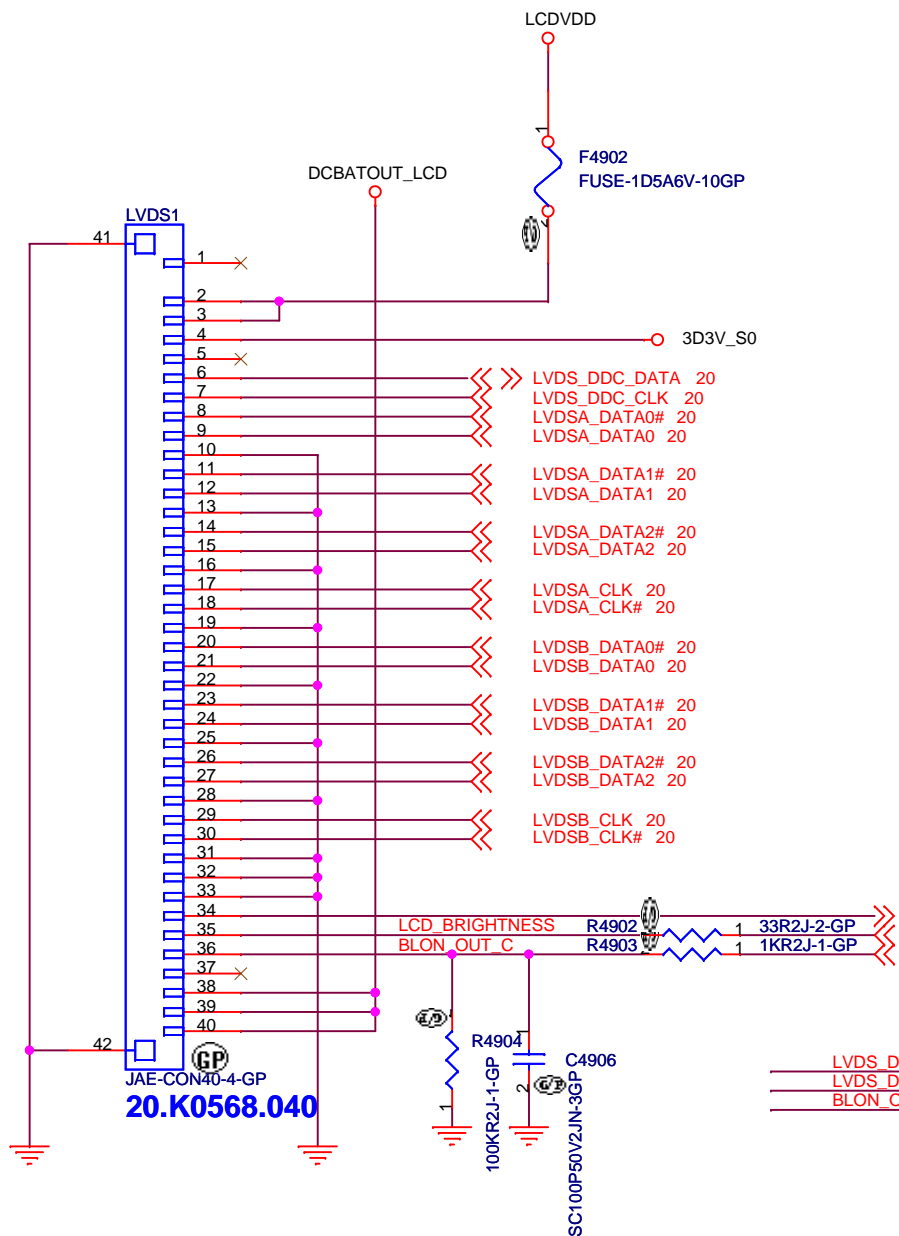 LCDVDD
1
F4902
FUSE-1D5A6V-10GP
2
DCBATOUT_LCD
LVDS1
41
1
2
3
4
3D3V_S0
5
6
LVDS_DDC_DATA 20
7
LVDS_DDC_CLK 20
8
LVDSA_DATA0# 20
9
LVDSA_DATA0 20
10
11
LVDSA_DATA1# 20
12
LVDSA_DATA1 20
13
14
LVDSA_DATA2# 20
15
LVDSA_DATA2 20
16
17
LVDSA_CLK 20
18
LVDSA_CLK# 20
19
20
LVDSB_DATA0# 20
21
LVDSB_DATA0 20
22
23
LVDSB_DATA1# 20
24
LVDSB_DATA1 20
25
26
LVDSB_DATA2# 20
27
LVDSB_DATA2 20
28
29
LVDSB_CLK 20
30
LVDSB_CLK# 20
31
32
33
34
35
LCD_BRIGHTNESS
R4902
1
33R2J-2-GP
36
BLON_OUT_C
R4903
1
1KR2J-1-GP
37
38
39
40
42
GP
JAE-CON40-4-GP
20.K0568.040
R4904
1
100KR2J-1-GP
1
C4906
2
SC100P50V2JN-3GP
LVDS_D
LVDS_D
BLON_O